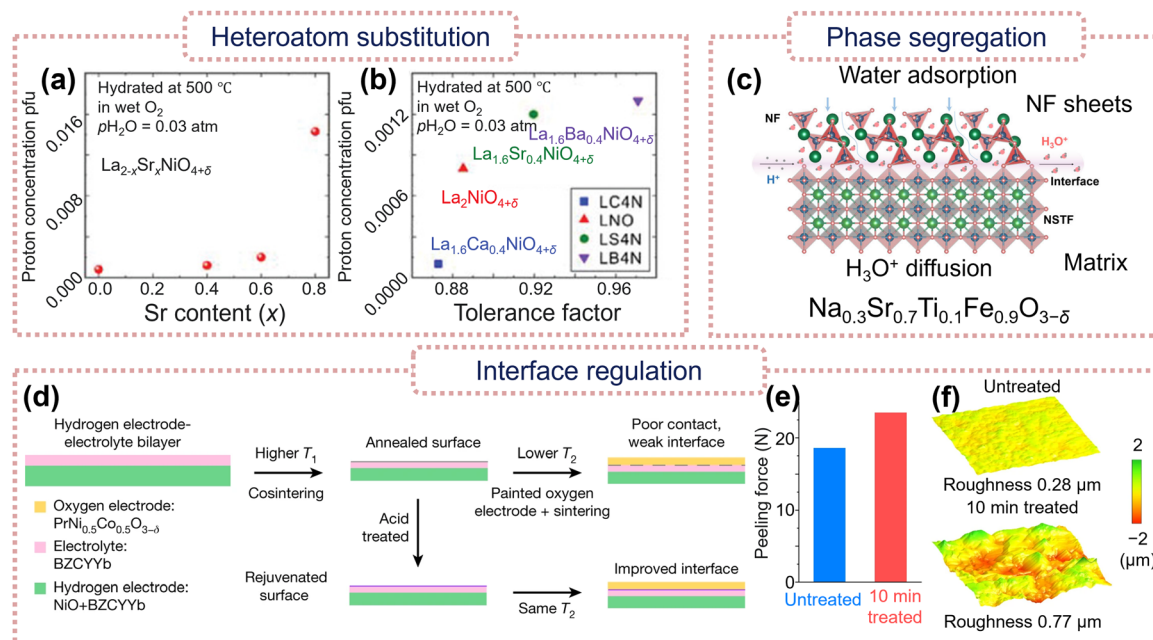 Heteroatom substitution
Phase segregation
(a)
Hydrated at 500 °C
in wet O₂
pH₂O = 0.03 atm
La₂₋ₓSrₓNiO₄₊δ
Proton concentration pfu
0.016
0.008
0.000
0.0
0.2
0.4
0.6
0.8
Sr content (x)
(b)
Hydrated at 500 °C
in wet O₂
pH₂O = 0.03 atm
La₁.₆Ba₀.₄NiO₄₊δ
La₁.₆Sr₀.₄NiO₄₊δ
La₂NiO₄₊δ
La₁.₆Ca₀.₄NiO₄₊δ
LC4N
LNO
LS4N
LB4N
Proton concentration pfu
0.0012
0.0006
0.0000
0.88
0.92
0.96
Tolerance factor
(c)
Water adsorption
NF sheets
NF
H₃O⁺
H⁺
Interface
NSTF
H₃O⁺ diffusion
Matrix
Na₀.₃Sr₀.₇Ti₀.₁Fe₀.₉O₃₋δ
Interface regulation
(d)
Hydrogen electrode-
electrolyte bilayer
Higher T₁
Cosintering
Annealed surface
Lower T₂
Painted oxygen
electrode + sintering
Poor contact,
weak interface
Oxygen electrode:
PrNi₀.₅Co₀.₅O₃₋δ
Electrolyte:
BZCYYb
Hydrogen electrode:
NiO+BZCYYb
Acid
treated
Rejuvenated
surface
Same T₂
Improved interface
(e)
Peeling force (N)
20
10
0
Untreated
10 min
treated
(f)
Untreated
Roughness 0.28 μm
10 min treated
Roughness 0.77 μm
2
−2
(μm)